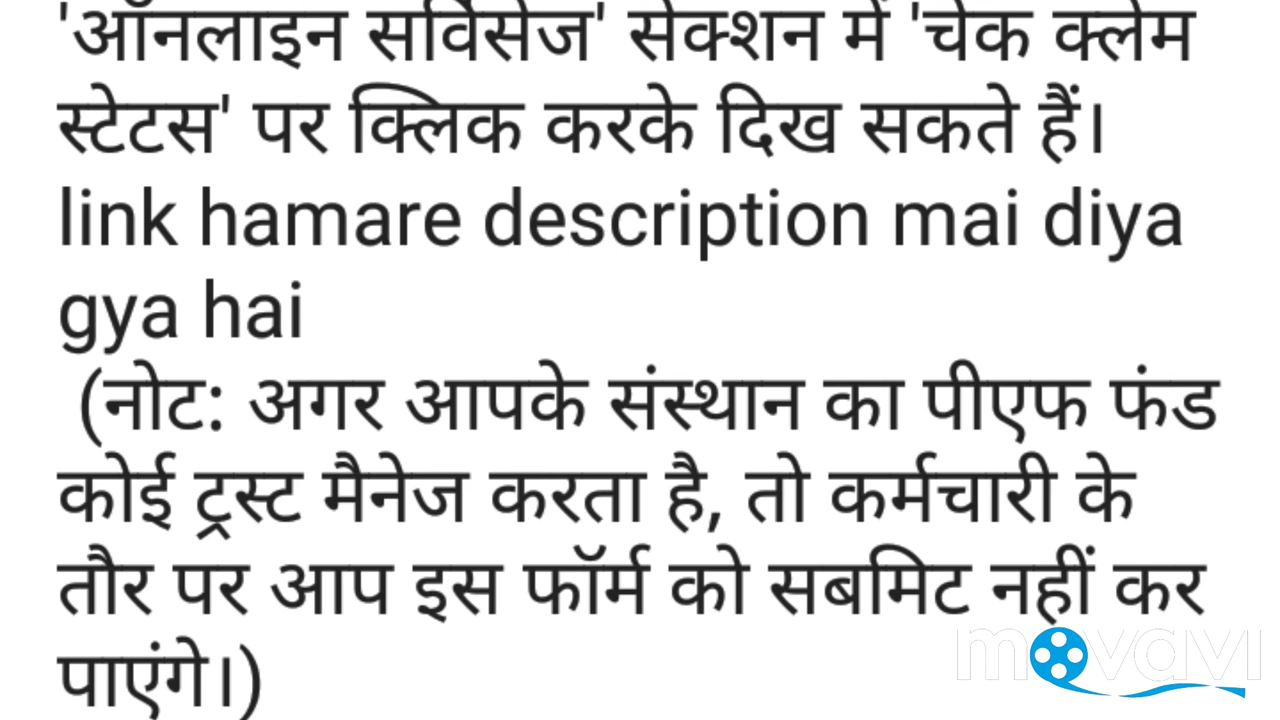 'ऑनलाइन सर्विसेज' सेक्शन में 'चेक क्लेम
स्टेटस' पर क्लिक करके दिख सकते हैं।
link hamare description mai diya
gya hai
(नोट: अगर आपके संस्थान का पीएफ फंड
कोई ट्रस्ट मैनेज करता है, तो कर्मचारी के
तौर पर आप इस फॉर्म को सबमिट नहीं कर
पाएंगे।)
movavi